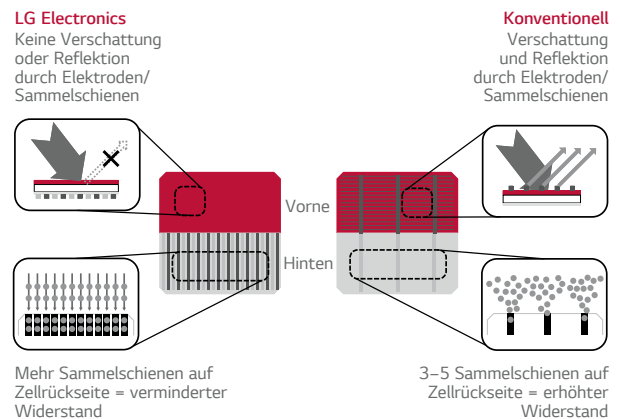 LG Electronics
Keine Verschattung
oder Reflektion
durch Elektroden/
Sammelschienen
Konventionell
Verschattung
und Reflektion
durch Elektroden/
Sammelschienen
Vorne
Hinten
Mehr Sammelschienen auf
Zellrückseite = verminderter
Widerstand
3–5 Sammelschienen auf
Zellrückseite = erhöhter
Widerstand